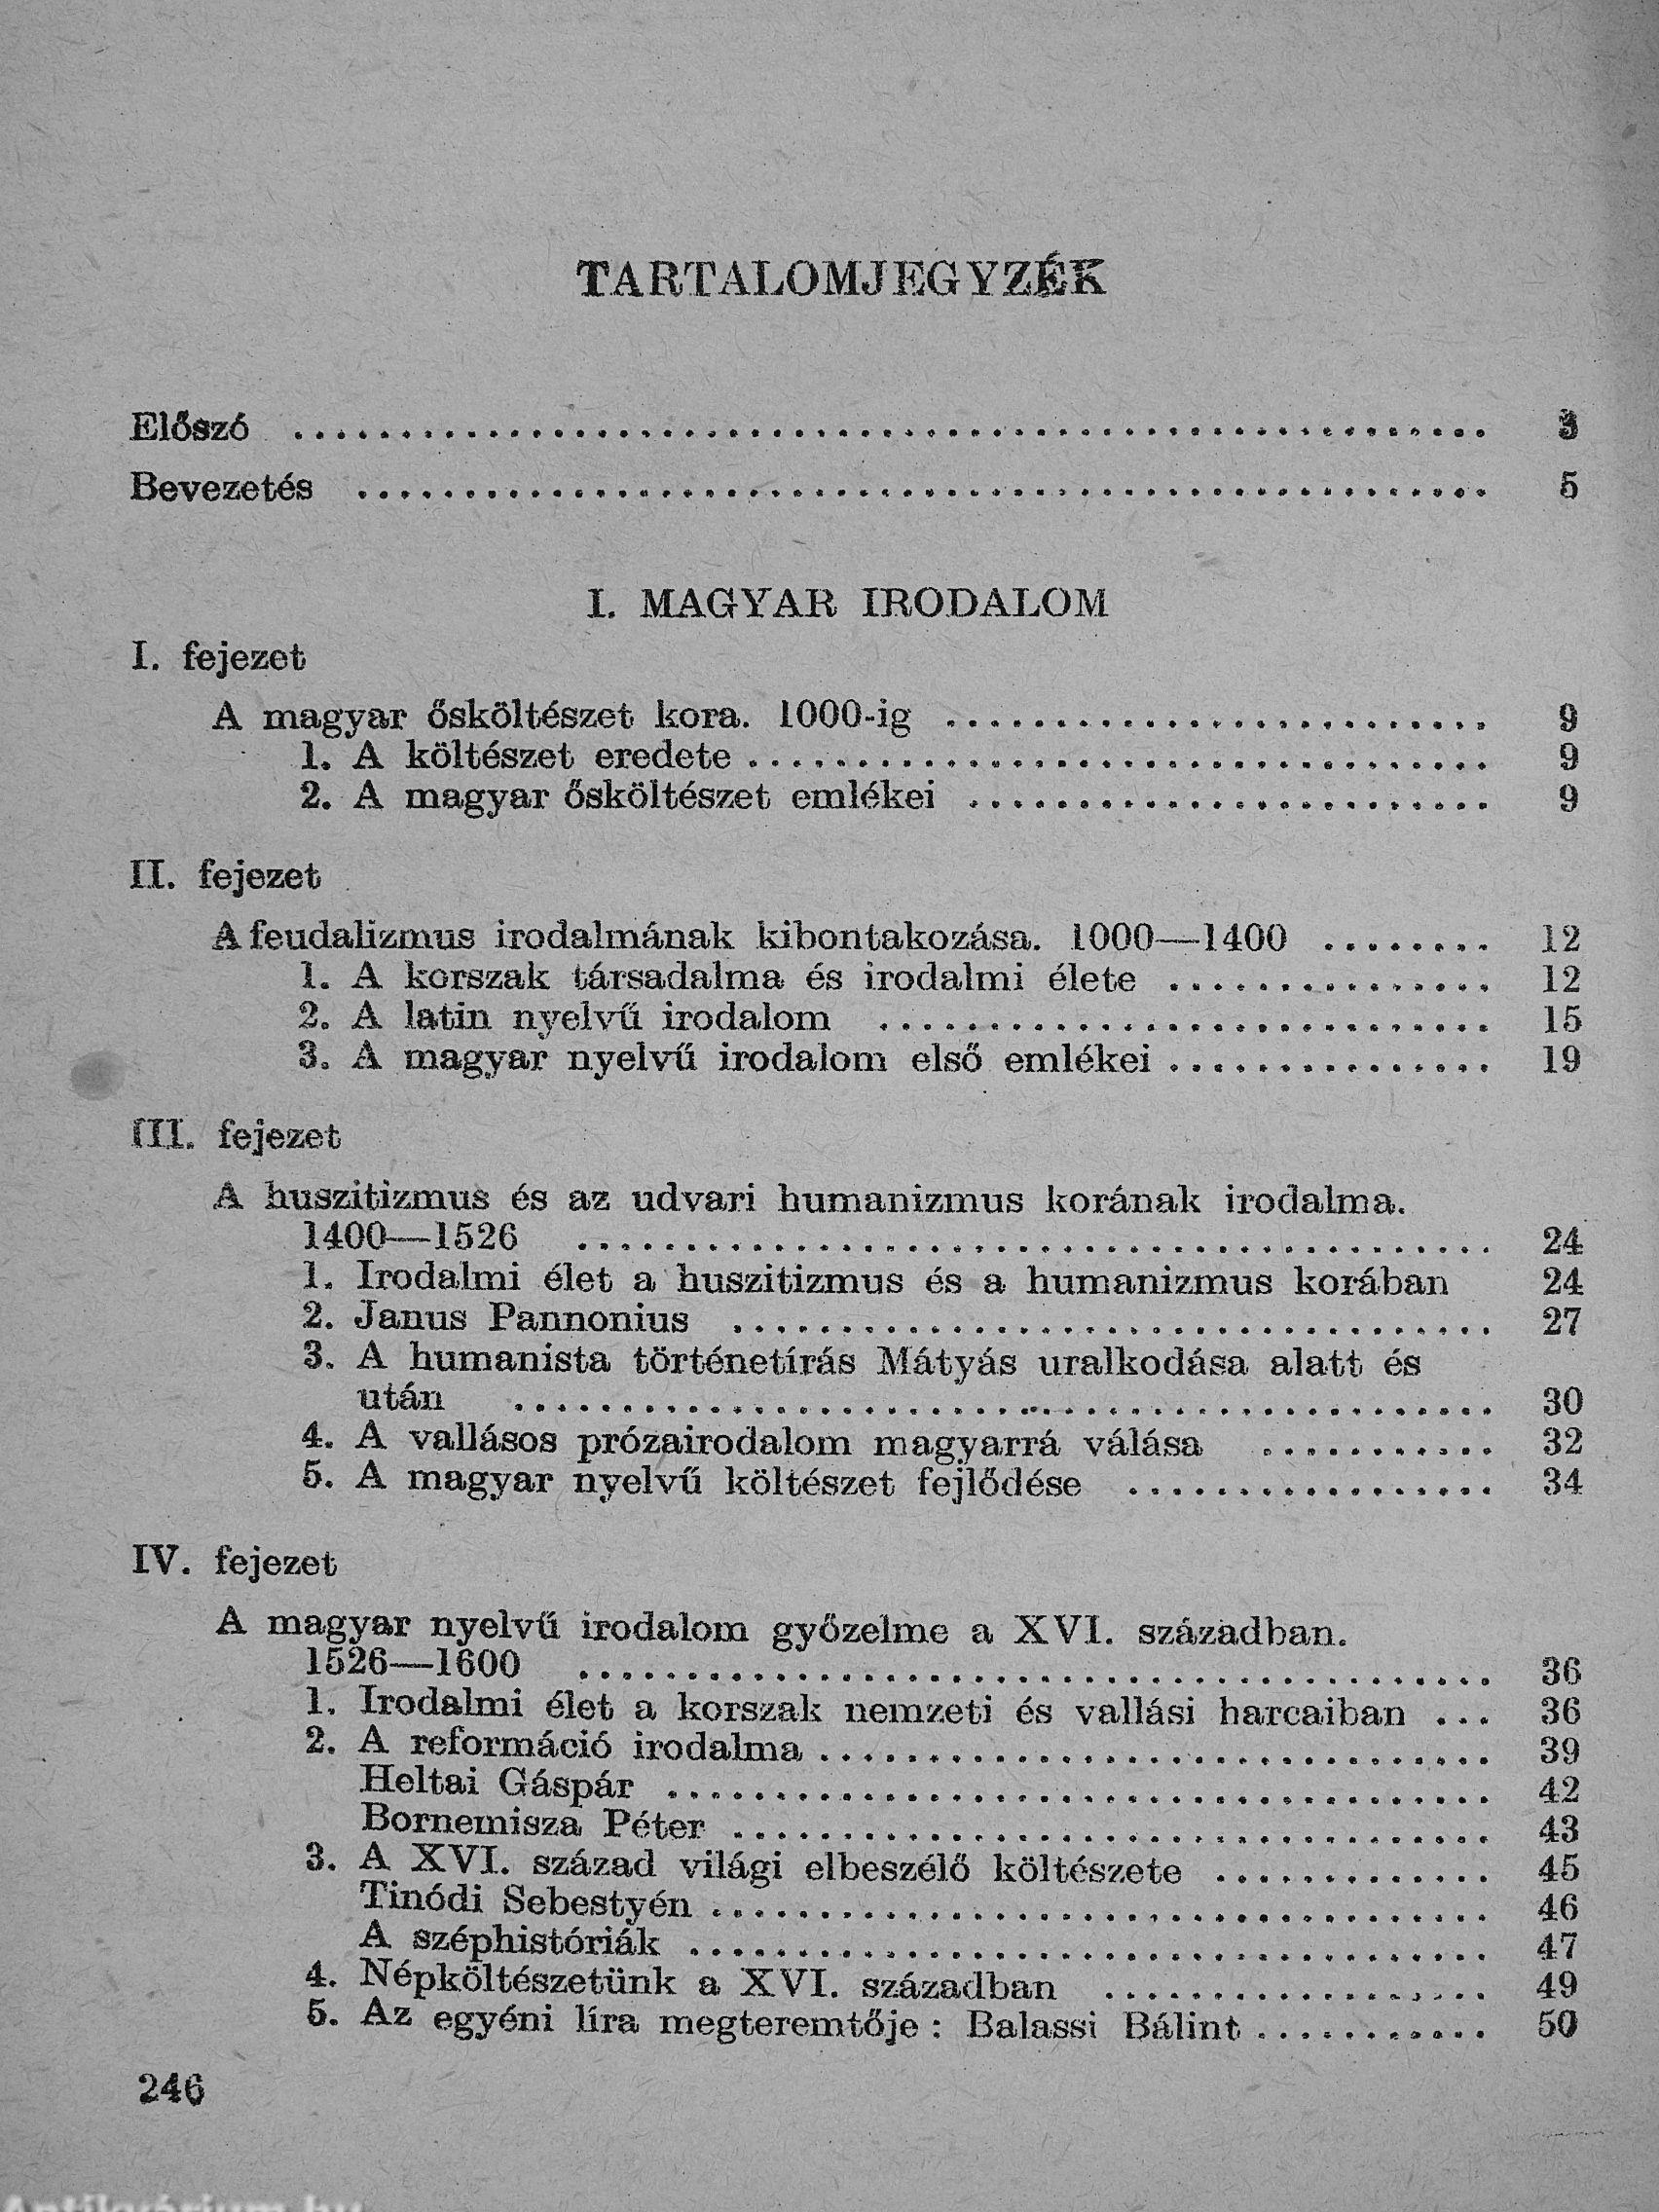 TARTALOMJEGYZÉK
Előszó ........................................................ 3
Bevezetés ..................................................... 5
I. MAGYAR IRODALOM
I. fejezet
A magyar ősköltészet kora. 1000-ig ......................... 9
1. A költészet eredete .................................. 9
2. A magyar ősköltészet emlékei ........................ 9
II. fejezet
A feudalizmus irodalmának kibontakozása. 1000—1400 ........ 12
1. A korszak társadalma és irodalmi élete ............... 12
2. A latin nyelvű irodalom ............................ 15
3. A magyar nyelvű irodalom első emlékei ............... 19
III. fejezet
A huszitizmus és az udvari humanizmus korának irodalma.
1400—1526 .......................................... 24
1. Irodalmi élet a huszitizmus és a humanizmus korában 24
2. Janus Pannonius ................................... 27
3. A humanista történetírás Mátyás uralkodása alatt és
után ............................................. 30
4. A vallásos prózairodalom magyarrá válása ........... 32
5. A magyar nyelvű költészet fejlődése ................. 34
IV. fejezet
A magyar nyelvű irodalom győzelme a XVI. században.
1526—1600 .......................................... 36
1. Irodalmi élet a korszak nemzeti és vallási harcaiban ... 36
2. A reformáció irodalma ............................... 39
Heltai Gáspár ...................................... 42
Bornemisza Péter ................................... 43
3. A XVI. század világi elbeszélő költészete ............. 45
Tinódi Sebestyén .................................... 46
A széphistóriák ..................................... 47
4. Népköltészetünk a XVI. században .................. 49
5. Az egyéni líra megteremtője : Balassi Bálint ........... 50
246
Antikvárium.hu